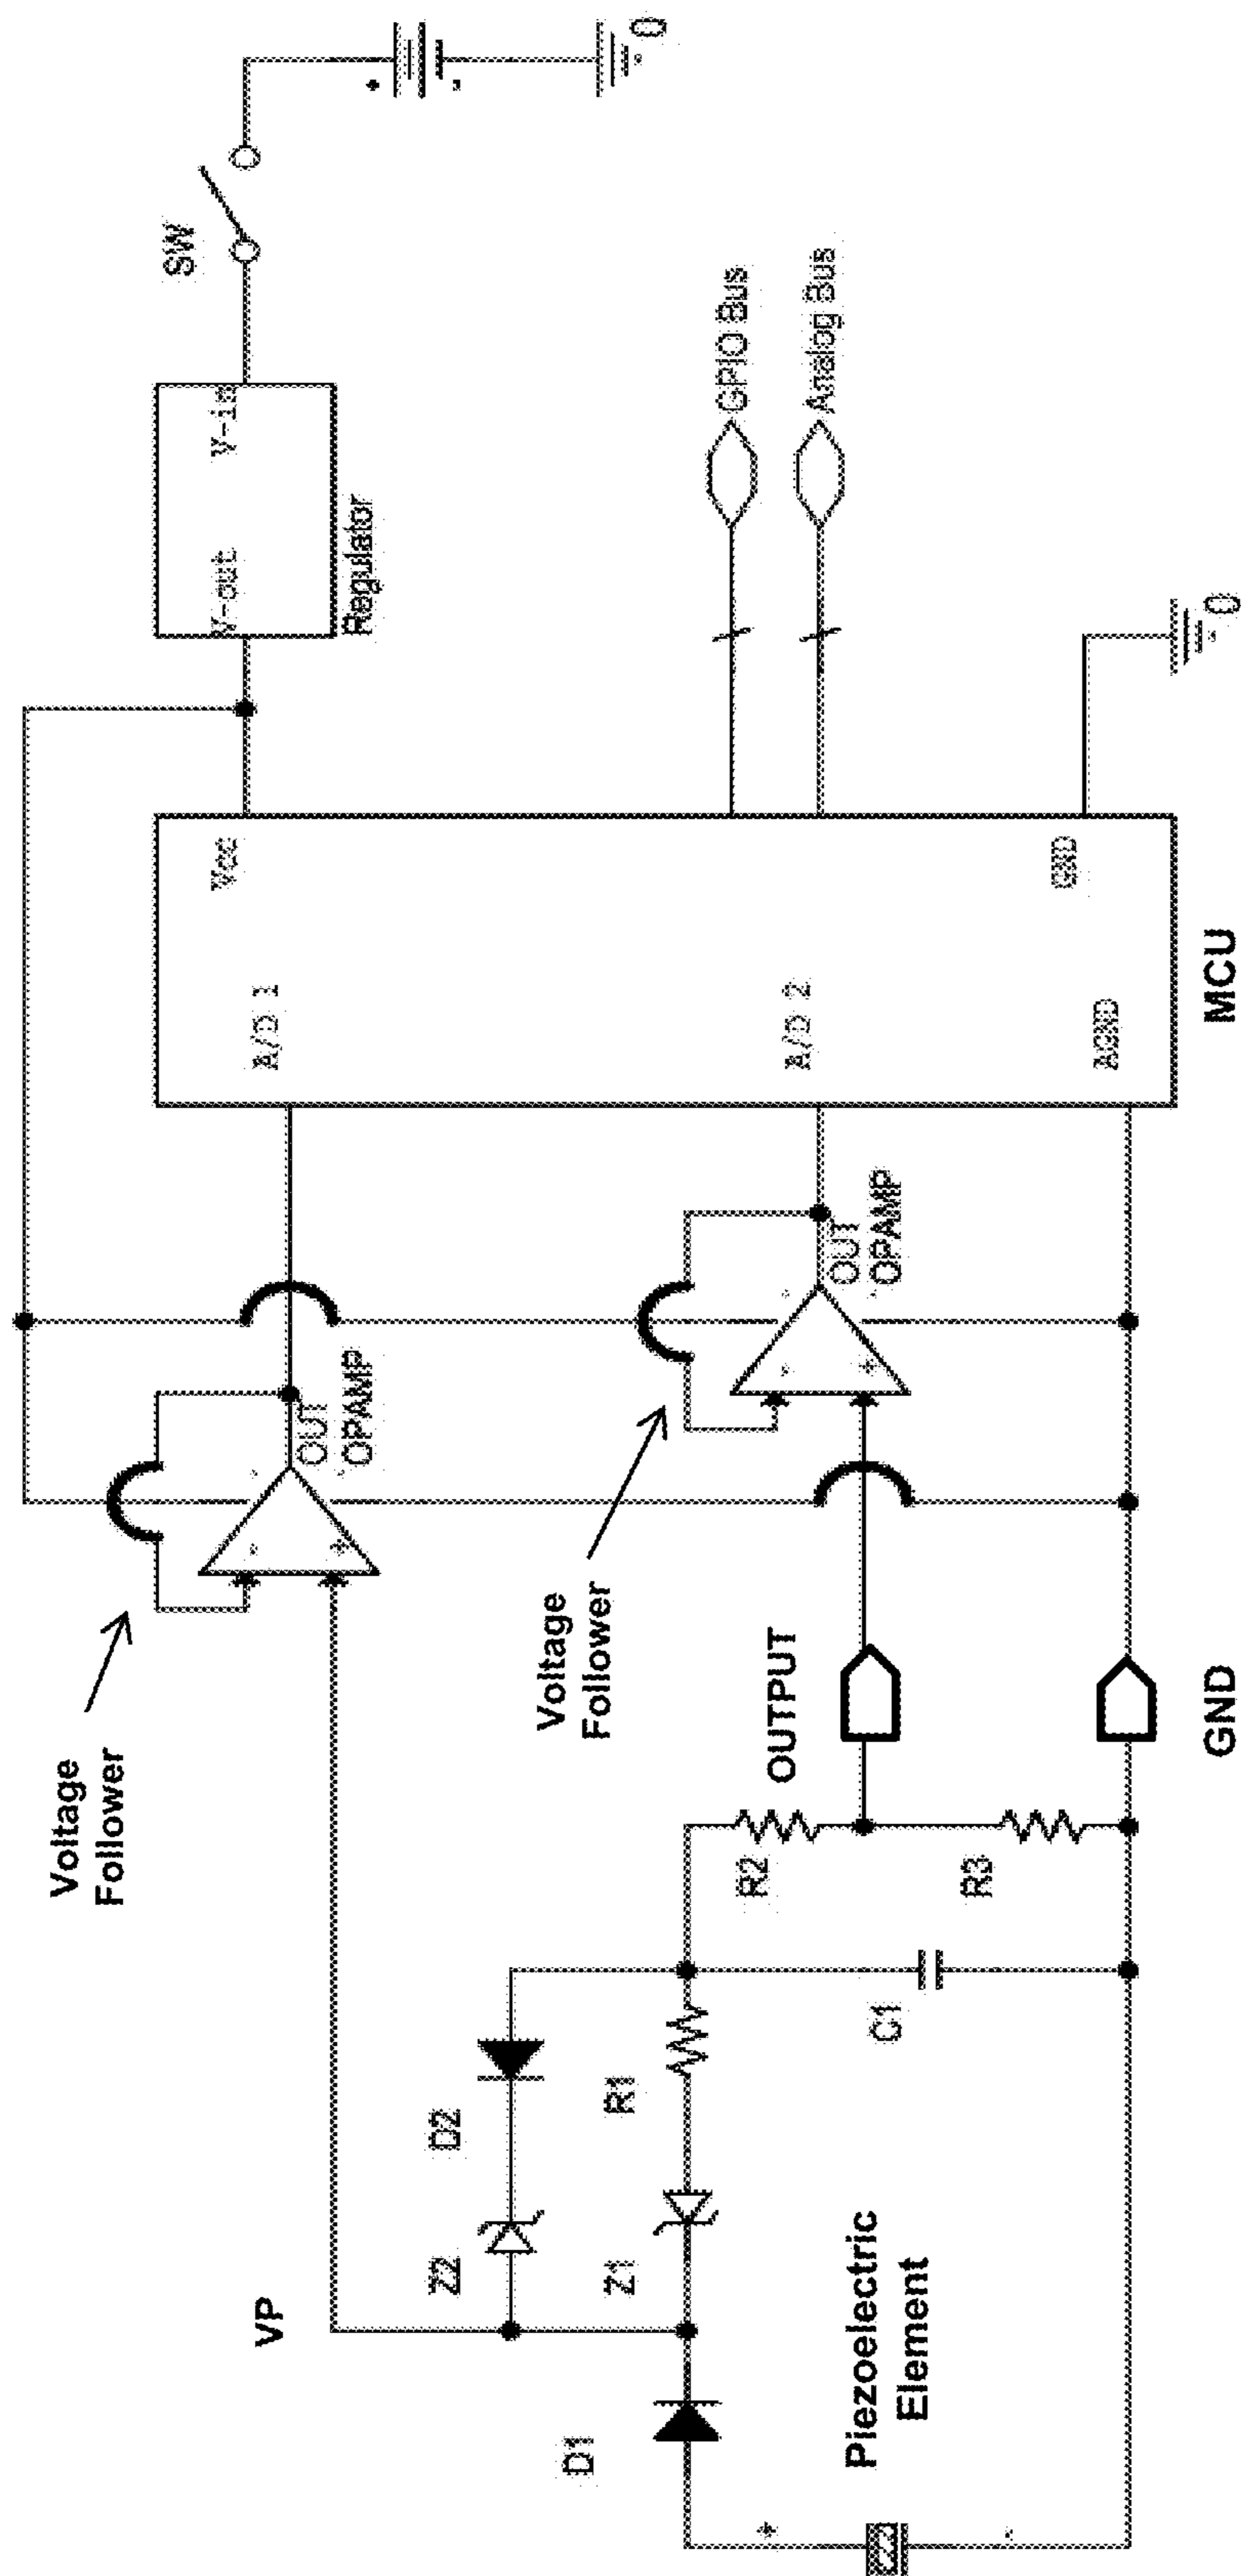 Voltage
Follower
VP
Z2
D2
D1
Z1
R1
Piezoelectric
Element
C1
R2
R3
Voltage
Follower
OUTPUT
GND
+
-
-
+
OUT
OPAMP
-
+
OUT
OPAMP
A/D 1
Vcc
A/D 2
AGND
GND
MCU
V-out
V-in
Regulator
SW
+
-
0
GPIO Bus
Analog Bus
0